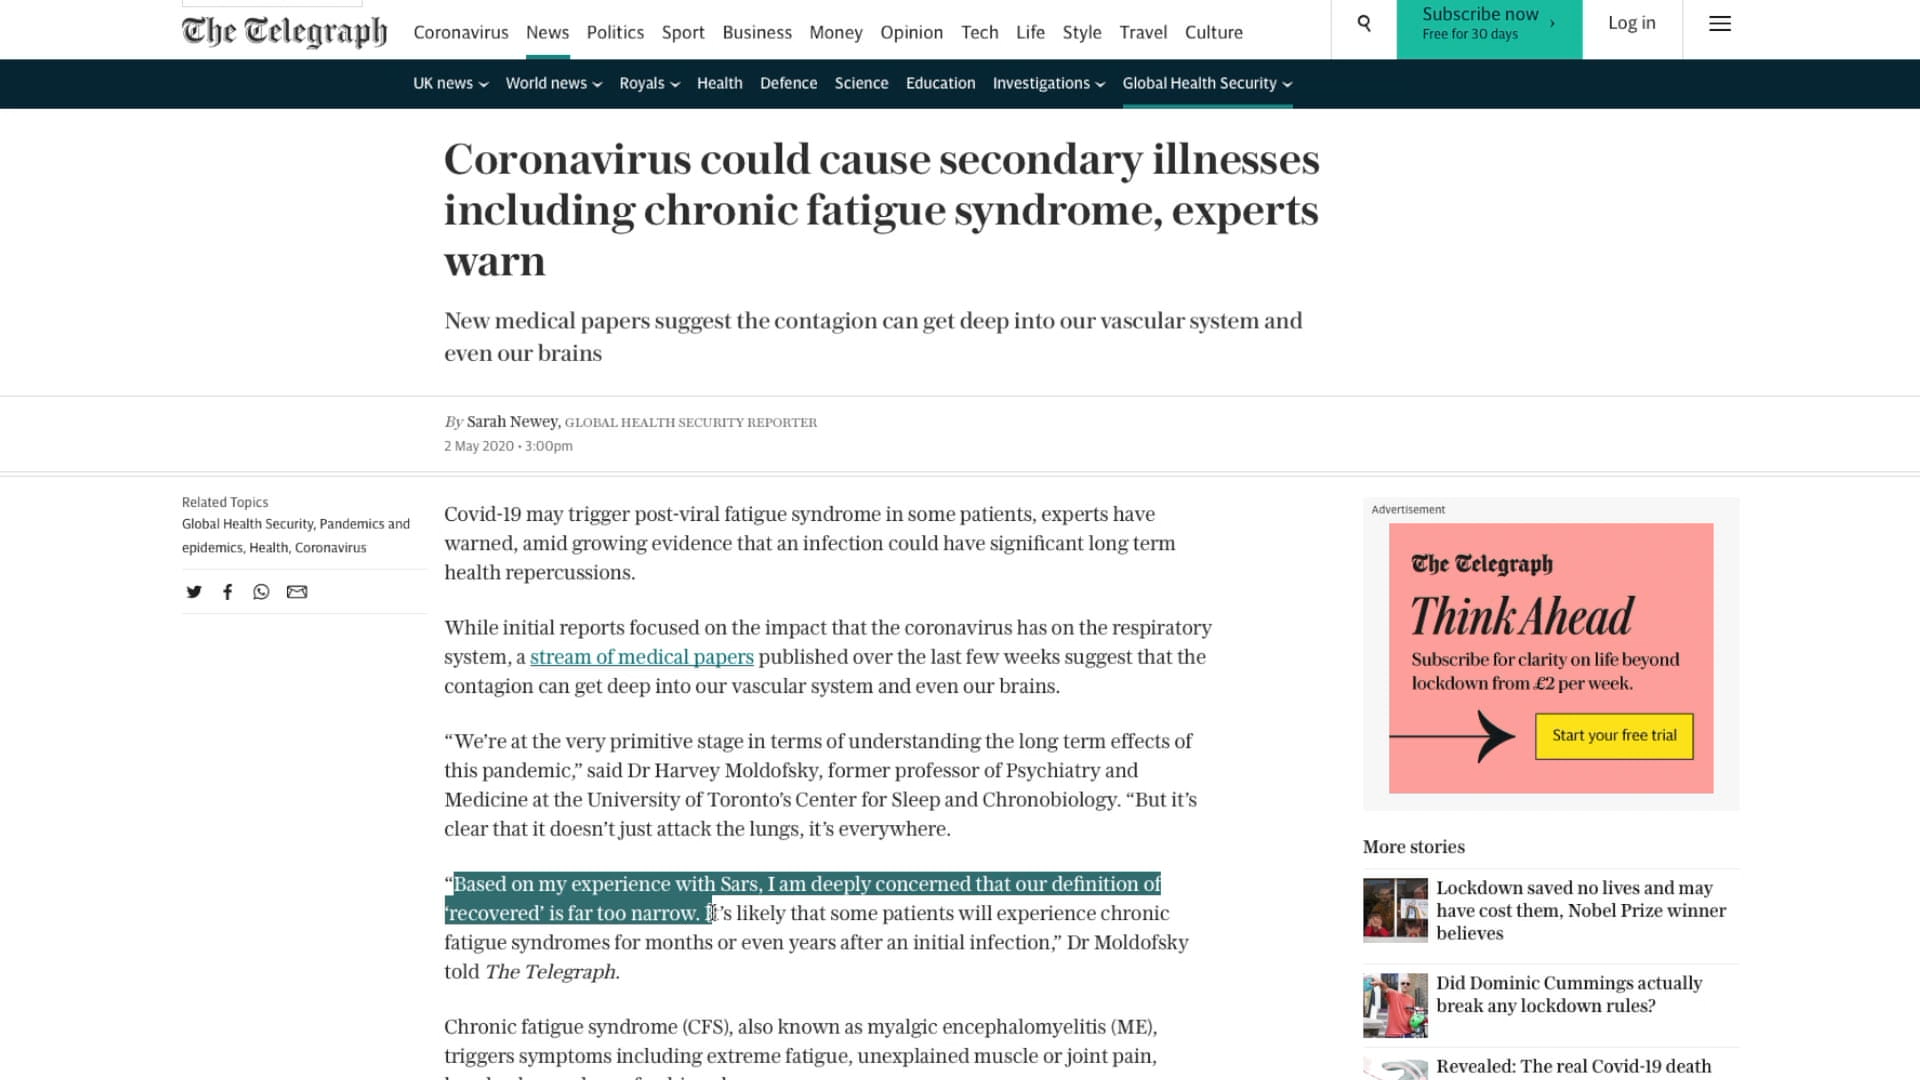 The Telegraph
Coronavirus News Politics Sport Business Money Opinion Tech Life Style Travel Culture
Subscribe now ›
Free for 30 days
Log in
UK news World news Royals Health Defence Science Education Investigations Global Health Security
Coronavirus could cause secondary illnesses
including chronic fatigue syndrome, experts
warn
New medical papers suggest the contagion can get deep into our vascular system and
even our brains
By Sarah Newey, GLOBAL HEALTH SECURITY REPORTER
2 May 2020 • 3:00pm
Related Topics
Global Health Security, Pandemics and
epidemics, Health, Coronavirus
Covid-19 may trigger post-viral fatigue syndrome in some patients, experts have
warned, amid growing evidence that an infection could have significant long term
health repercussions.
While initial reports focused on the impact that the coronavirus has on the respiratory
system, a stream of medical papers published over the last few weeks suggest that the
contagion can get deep into our vascular system and even our brains.
“We’re at the very primitive stage in terms of understanding the long term effects of
this pandemic,” said Dr Harvey Moldofsky, former professor of Psychiatry and
Medicine at the University of Toronto’s Center for Sleep and Chronobiology. “But it’s
clear that it doesn’t just attack the lungs, it’s everywhere.
“Based on my experience with Sars, I am deeply concerned that our definition of
‘recovered’ is far too narrow. It’s likely that some patients will experience chronic
fatigue syndromes for months or even years after an initial infection,” Dr Moldofsky
told The Telegraph.
Chronic fatigue syndrome (CFS), also known as myalgic encephalomyelitis (ME),
triggers symptoms including extreme fatigue, unexplained muscle or joint pain,
Advertisement
The Telegraph
Think Ahead
Subscribe for clarity on life beyond
lockdown from £2 per week.
Start your free trial
More stories
Lockdown saved no lives and may
have cost them, Nobel Prize winner
believes
Did Dominic Cummings actually
break any lockdown rules?
Revealed: The real Covid-19 death